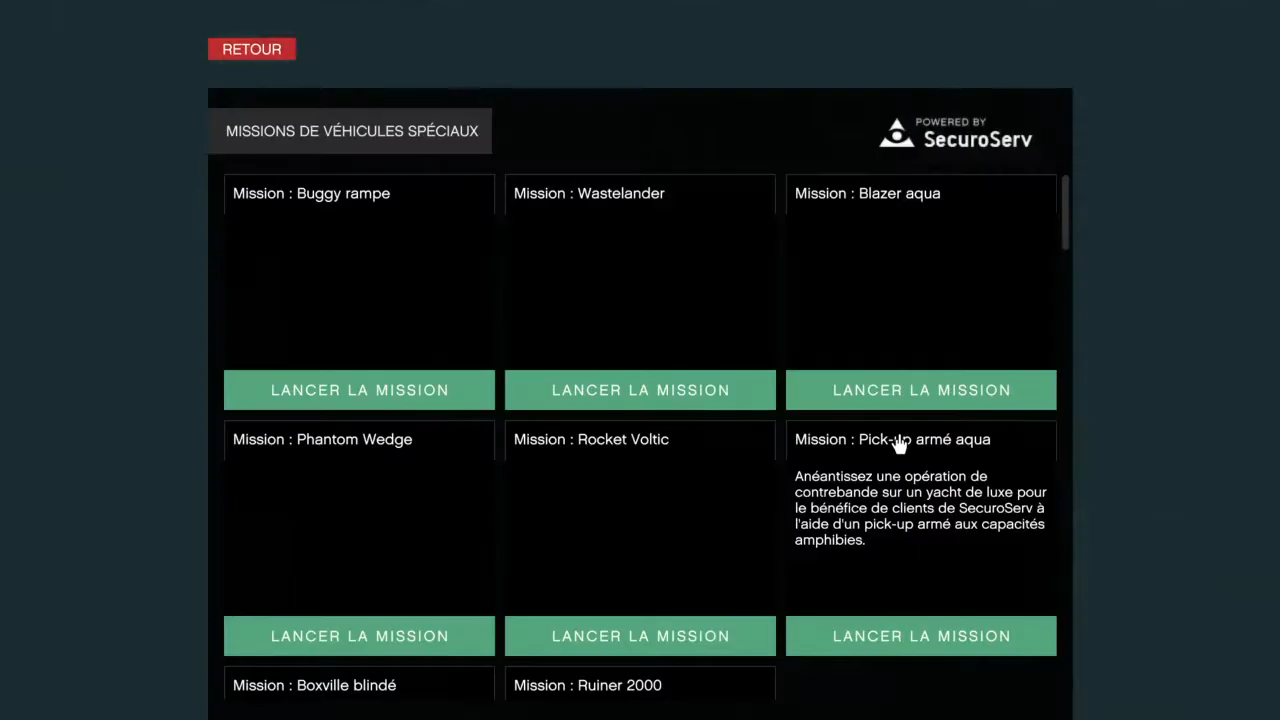 RETOUR
MISSIONS DE VÉHICULES SPÉCIAUX
POWERED BY
SecuroServ
Mission : Buggy rampe
Mission : Wastelander
Mission : Blazer aqua
LANCER LA MISSION
LANCER LA MISSION
LANCER LA MISSION
Mission : Phantom Wedge
Mission : Rocket Voltic
Mission : Pick-up armé aqua
Anéantissez une opération de
contrebande sur un yacht de luxe pour
le bénéfice de clients de SecuroServ à
l'aide d'un pick-up armé aux capacités
amphibies.
LANCER LA MISSION
LANCER LA MISSION
LANCER LA MISSION
Mission : Boxville blindé
Mission : Ruiner 2000